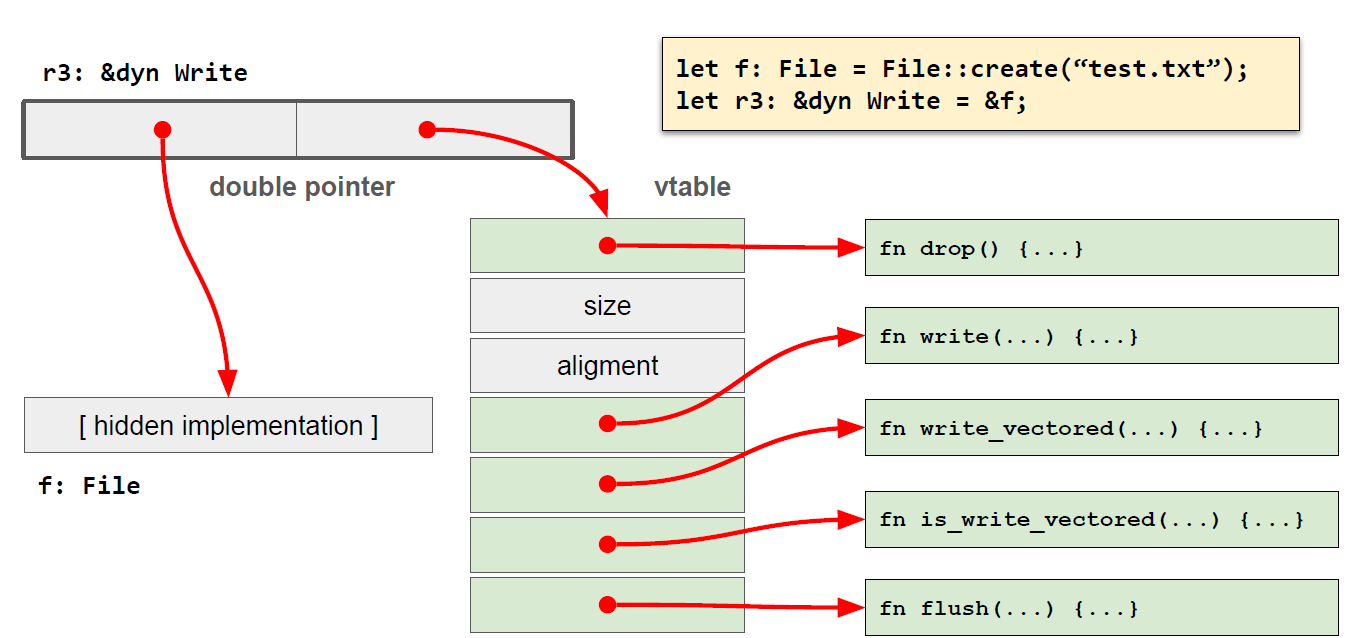 r3: &dyn Write
let f: File = File::create(“test.txt”);
let r3: &dyn Write = &f;
double pointer
vtable
fn drop() {...}
size
fn write(...) {...}
aligment
[ hidden implementation ]
fn write_vectored(...) {...}
f: File
fn is_write_vectored(...) {...}
fn flush(...) {...}